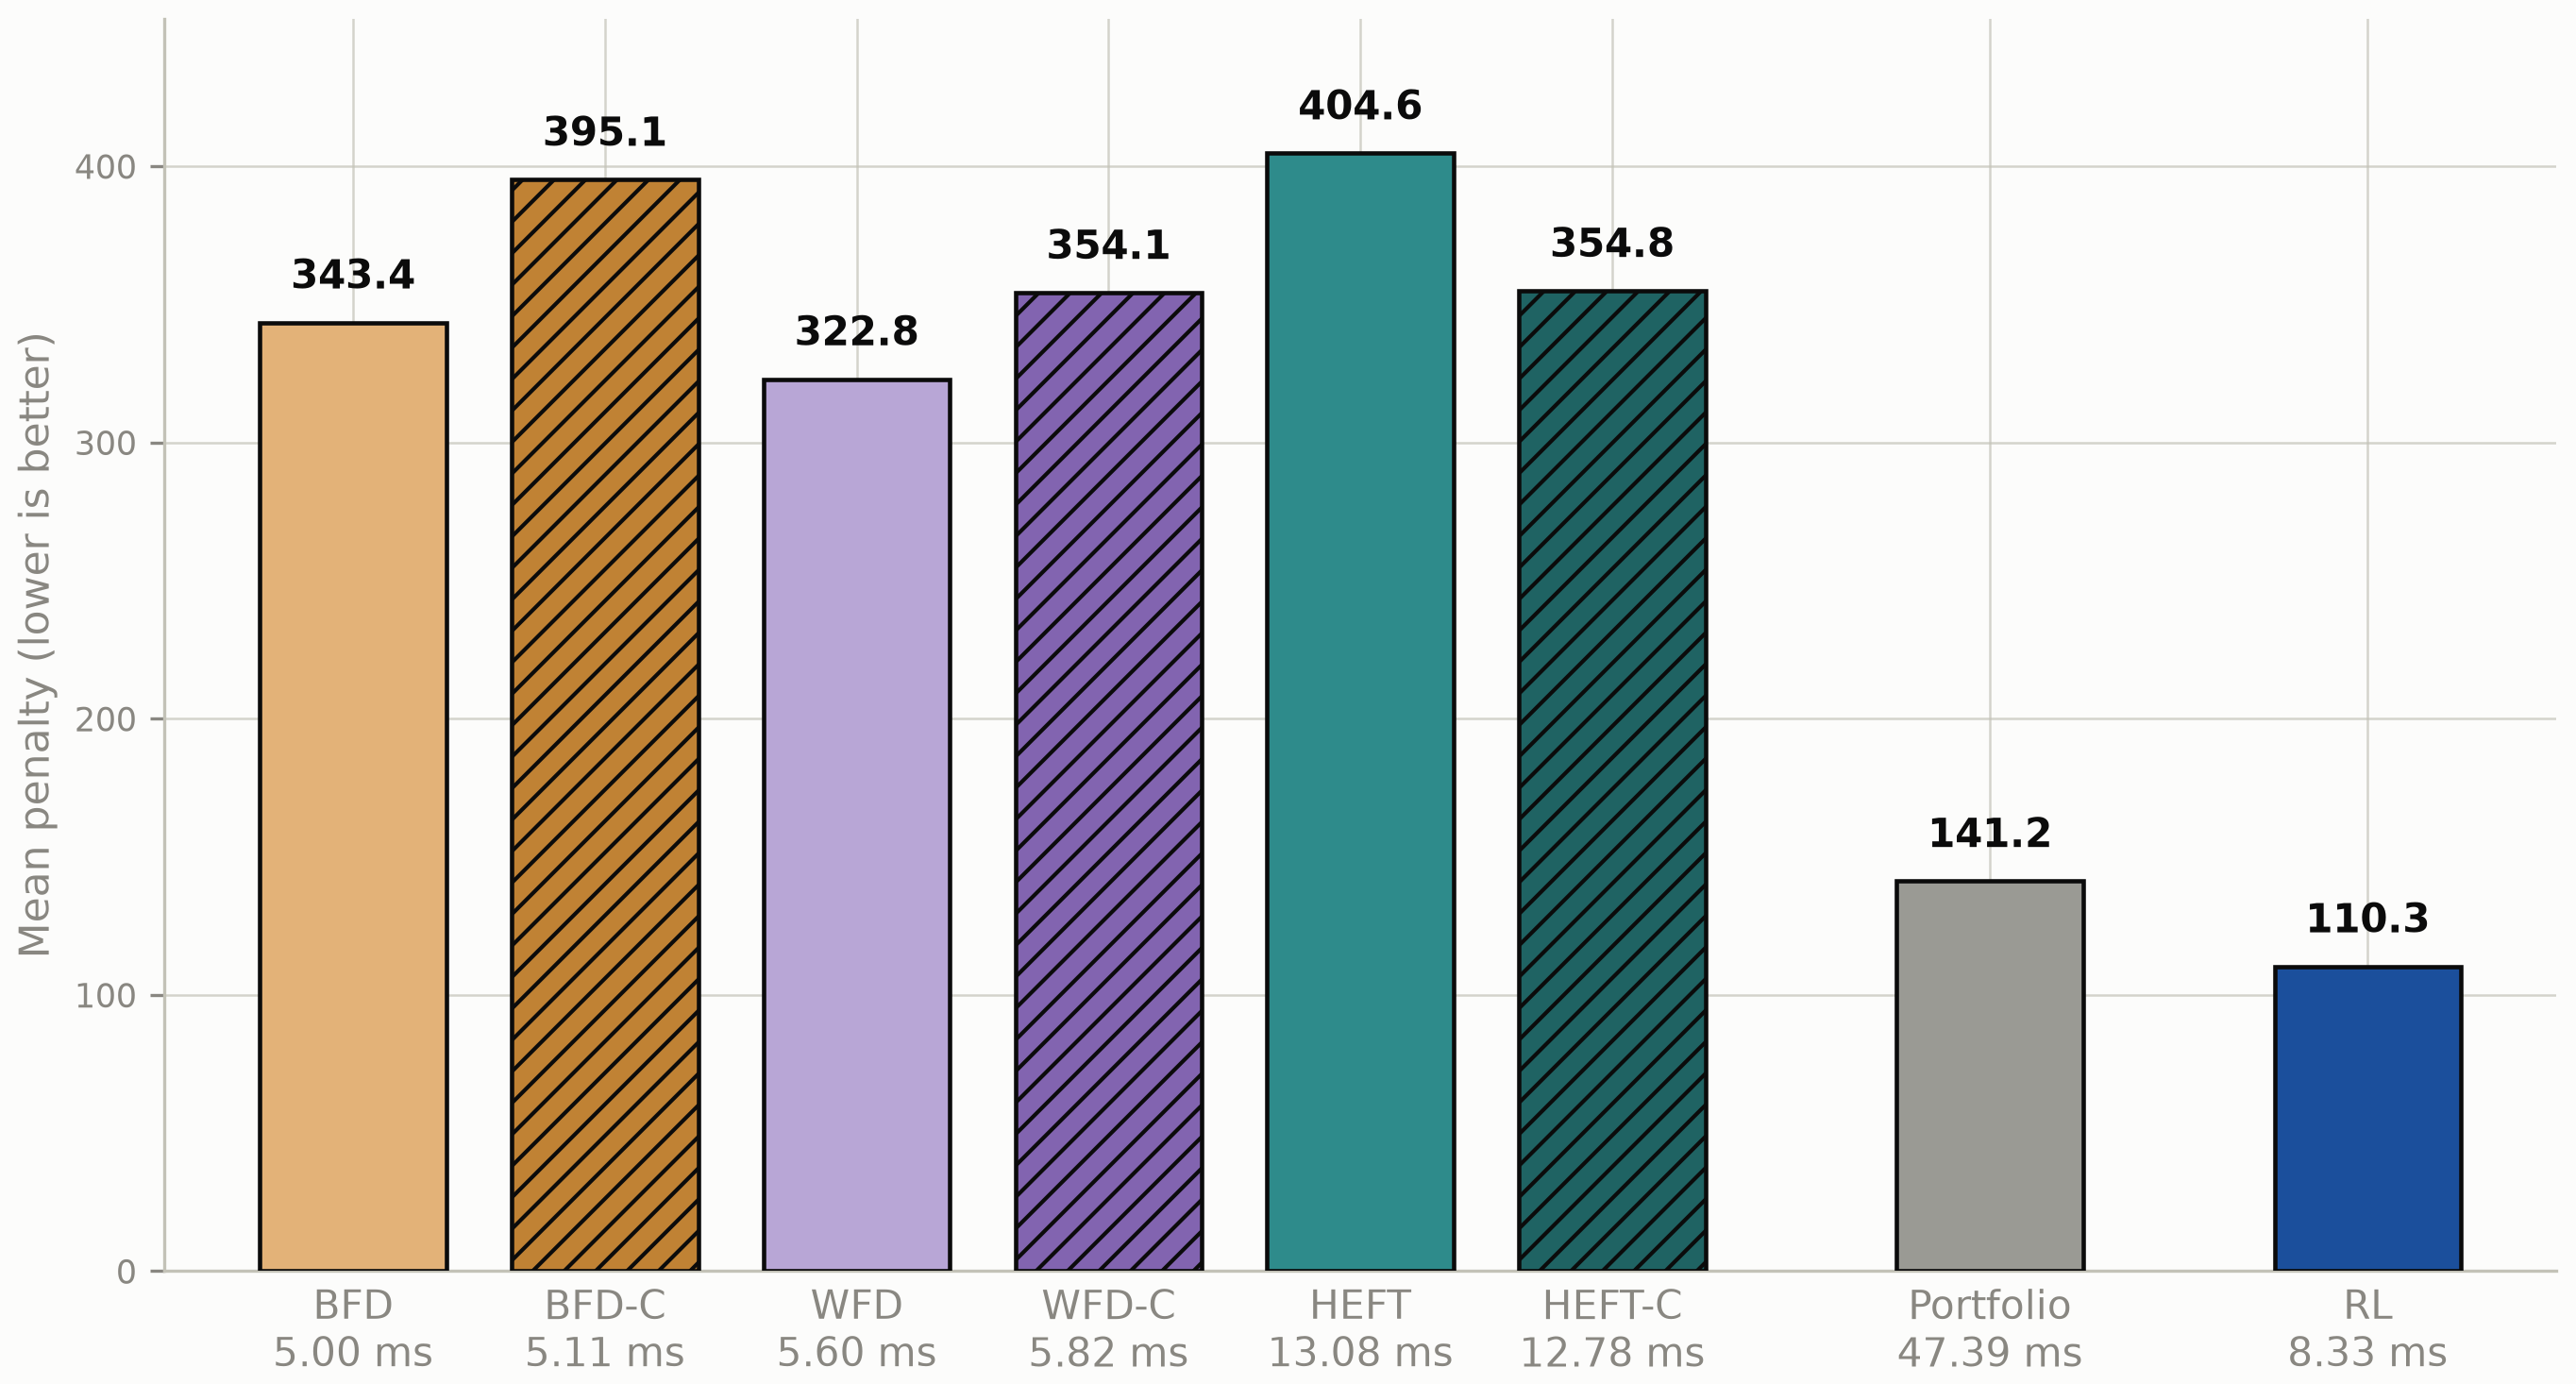 Mean penalty (lower is better)
400
300
200
100
0
343.4
395.1
322.8
354.1
404.6
354.8
141.2
110.3
BFD
5.00 ms
BFD-C
5.11 ms
WFD
5.60 ms
WFD-C
5.82 ms
HEFT
13.08 ms
HEFT-C
12.78 ms
Portfolio
47.39 ms
RL
8.33 ms